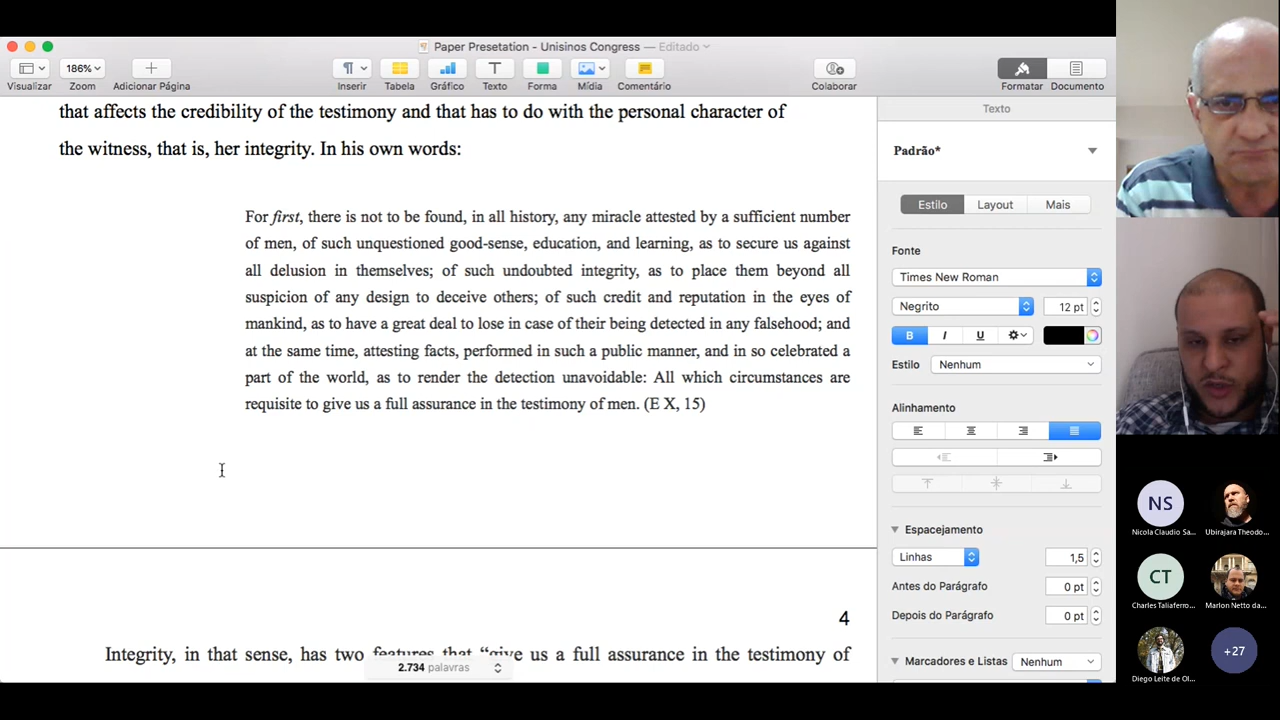 Paper Presetation - Unisinos Congress — Editado
186%
Visualizar
Zoom
Adicionar Página
Inserir
Tabela
Gráfico
Texto
Forma
Mídia
Comentário
Colaborar
Formatar
Documento
that affects the credibility of the testimony and that has to do with the personal character of
the witness, that is, her integrity. In his own words:
For first, there is not to be found, in all history, any miracle attested by a sufficient number
of men, of such unquestioned good-sense, education, and learning, as to secure us against
all delusion in themselves; of such undoubted integrity, as to place them beyond all
suspicion of any design to deceive others; of such credit and reputation in the eyes of
mankind, as to have a great deal to lose in case of their being detected in any falsehood; and
at the same time, attesting facts, performed in such a public manner, and in so celebrated a
part of the world, as to render the detection unavoidable: All which circumstances are
requisite to give us a full assurance in the testimony of men. (E X, 15)
4
Integrity, in that sense, has two features that “give us a full assurance in the testimony of
2.734 palavras
Texto
Padrão*
Estilo
Layout
Mais
Fonte
Times New Roman
Negrito
12 pt
B I U
Estilo
Nenhum
Alinhamento
Espacejamento
Linhas
1,5
Antes do Parágrafo
0 pt
Depois do Parágrafo
0 pt
Marcadores e Listas
Nenhum
NS
Nicola Claudio Sa...
Ubirajara Theodo...
CT
Charles Taliaferro...
Marlon Netto da...
Diego Leite de Ol...
+27